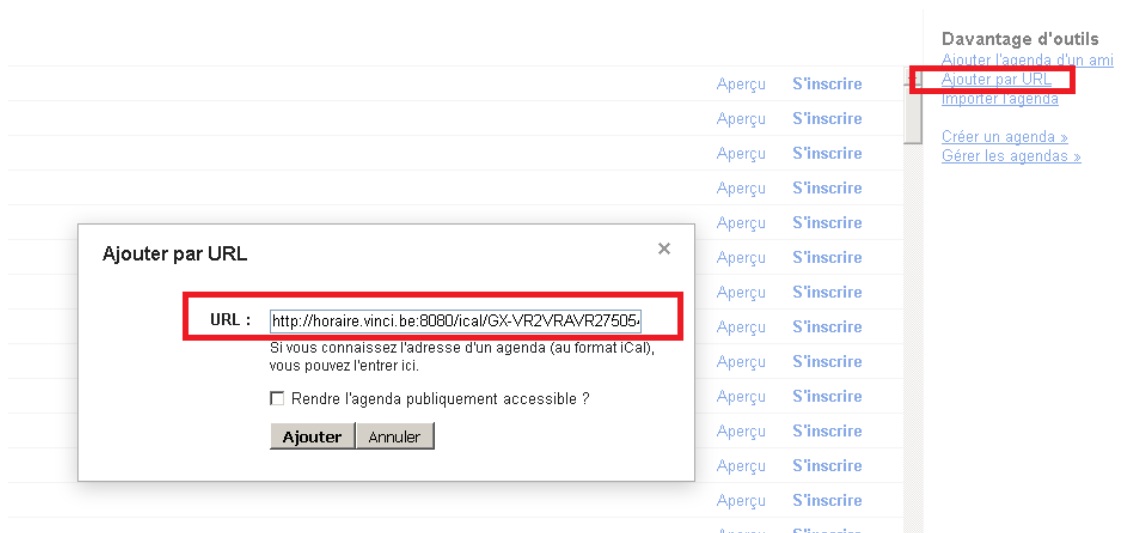 Davantage d'outils
Ajouter l'agenda d'un ami
Ajouter par URL
Importer l'agenda
Créer un agenda »
Gérer les agendas »
Aperçu S'inscrire
Aperçu S'inscrire
Aperçu S'inscrire
Aperçu S'inscrire
Aperçu S'inscrire
Aperçu S'inscrire
Aperçu S'inscrire
Aperçu S'inscrire
Aperçu S'inscrire
Aperçu S'inscrire
Aperçu S'inscrire
Aperçu S'inscrire
Aperçu S'inscrire
Aperçu S'inscrire
Ajouter par URL
×
URL : http://horaire.vinci.be:8080/ical/GX-VR2VRAVR27505
Si vous connaissez l'adresse d'un agenda (au format iCal),
vous pouvez l'entrer ici.
Rendre l'agenda publiquement accessible ?
Ajouter Annuler